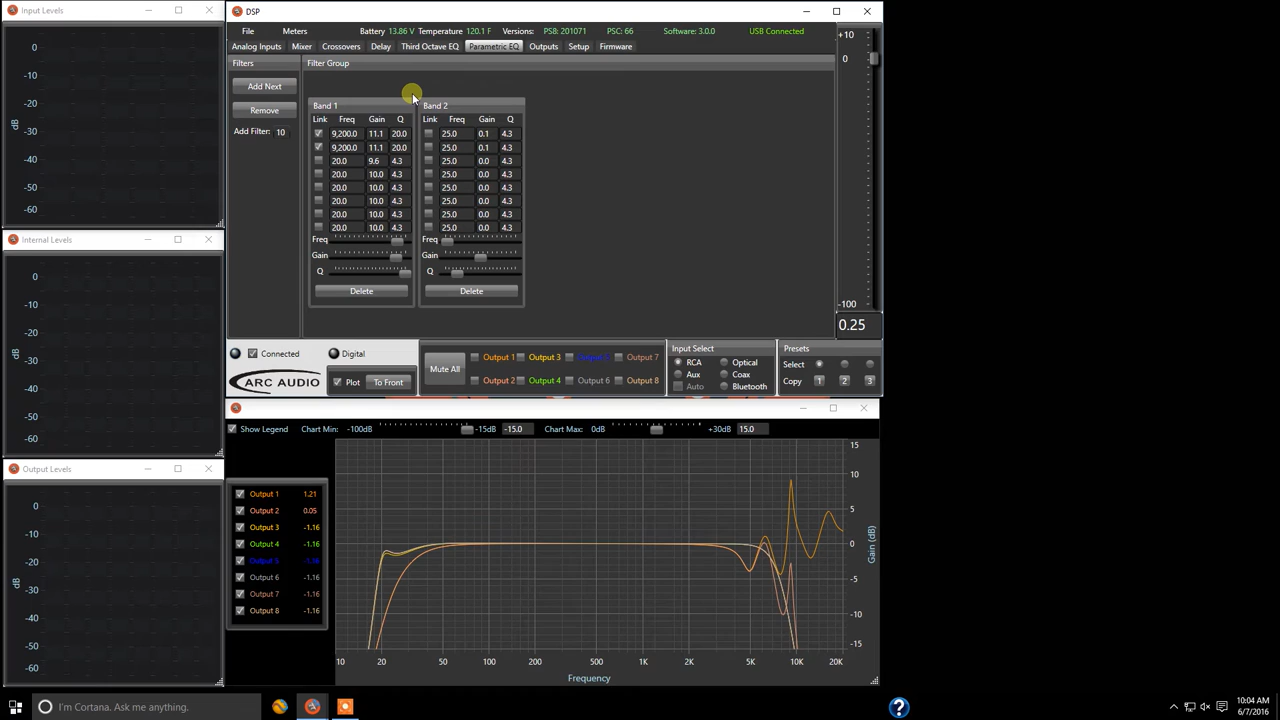 Input Levels
0
-10
-20
-30
-40
-50
-60
dB
Internal Levels
0
-10
-20
-30
-40
-50
-60
dB
Output Levels
0
-10
-20
-30
-40
-50
-60
dB
DSP
File Meters Battery 13.86 V Temperature 120.1 F Versions: PSB: 201071 PSC: 66 Software: 3.0.0 USB Connected
Analog Inputs Mixer Crossovers Delay Third Octave EQ Parametric EQ Outputs Setup Firmware
Filters
Add Next
Remove
Add Filter: 10
Filter Group
Band 1
Link Freq Gain Q
9,200.0 11.1 20.0
9,200.0 11.1 20.0
20.0 9.6 4.3
20.0 10.0 4.3
20.0 10.0 4.3
20.0 10.0 4.3
20.0 10.0 4.3
20.0 10.0 4.3
Freq
Gain
Q
Delete
Band 2
Link Freq Gain Q
25.0 0.1 4.3
25.0 0.1 4.3
25.0 0.0 4.3
25.0 0.0 4.3
25.0 0.0 4.3
25.0 0.0 4.3
25.0 0.0 4.3
25.0 0.0 4.3
Freq
Gain
Q
Delete
+10
0
-100
0.25
Connected Digital
ARC AUDIO
Plot To Front
Mute All
Output 1 Output 3 Output 5 Output 7
Output 2 Output 4 Output 6 Output 8
Input Select
RCA Optical
Aux Coax
Auto Bluetooth
Presets
Select
Copy 1 2 3
Show Legend Chart Min: -100dB -15dB -15.0 Chart Max: 0dB +30dB 15.0
Output 1 1.21
Output 2 0.05
Output 3 -1.16
Output 4 -1.16
Output 5 -1.16
Output 6 -1.16
Output 7 -1.16
Output 8 -1.16
15
10
5
0
-5
-10
-15
Gain (dB)
10 20 50 100 200 500 1K 2K 5K 10K 20K
Frequency
I'm Cortana. Ask me anything.
?
10:04 AM
6/7/2016